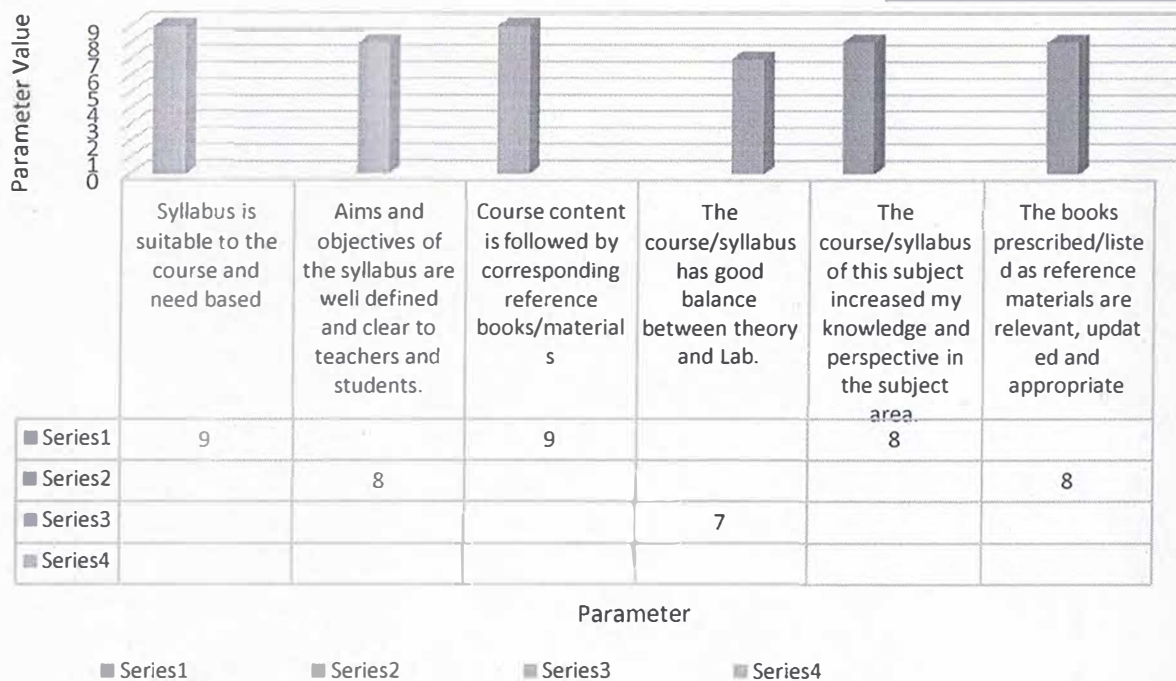 Parameter Value
9
8
7
6
5
4
3
2
1
0
Syllabus is
suitable to the
course and
need based
Aims and
objectives of
the syllabus are
well defined
and clear to
teachers and
students.
Course content
is followed by
corresponding
reference
books/material
s
The
course/syllabus
has good
balance
between theory
and Lab.
The
course/syllabus
of this subject
increased my
knowledge and
perspective in
the subject
area.
The books
prescribed/liste
d as reference
materials are
relevant, updat
ed and
appropriate
Series1 9 9 8
Series2 8 8
Series3 7
Series4
Parameter
Series1 Series2 Series3 Series4